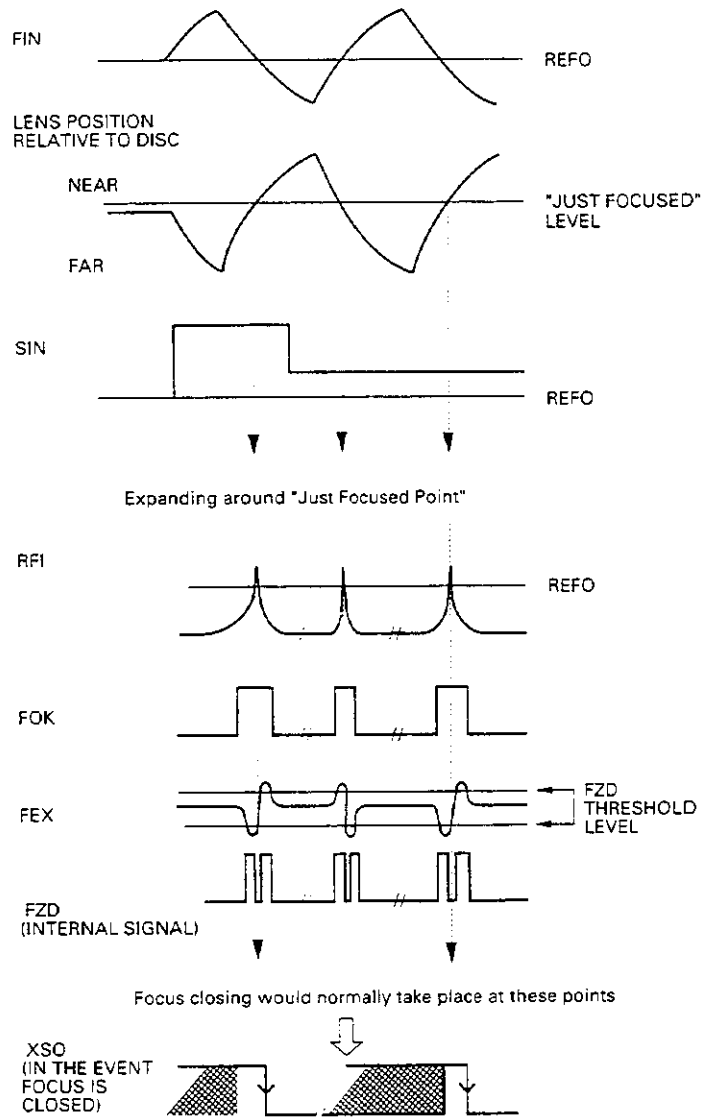 FIN
REFO
LENS POSITION
RELATIVE TO DISC
NEAR
"JUST FOCUSED"
LEVEL
FAR
SIN
REFO
Expanding around "Just Focused Point"
RFI
REFO
FOK
FZD
THRESHOLD
LEVEL
FEX
FZD
(INTERNAL SIGNAL)
Focus closing would normally take place at these points
XSO
(IN THE EVENT
FOCUS IS
CLOSED)